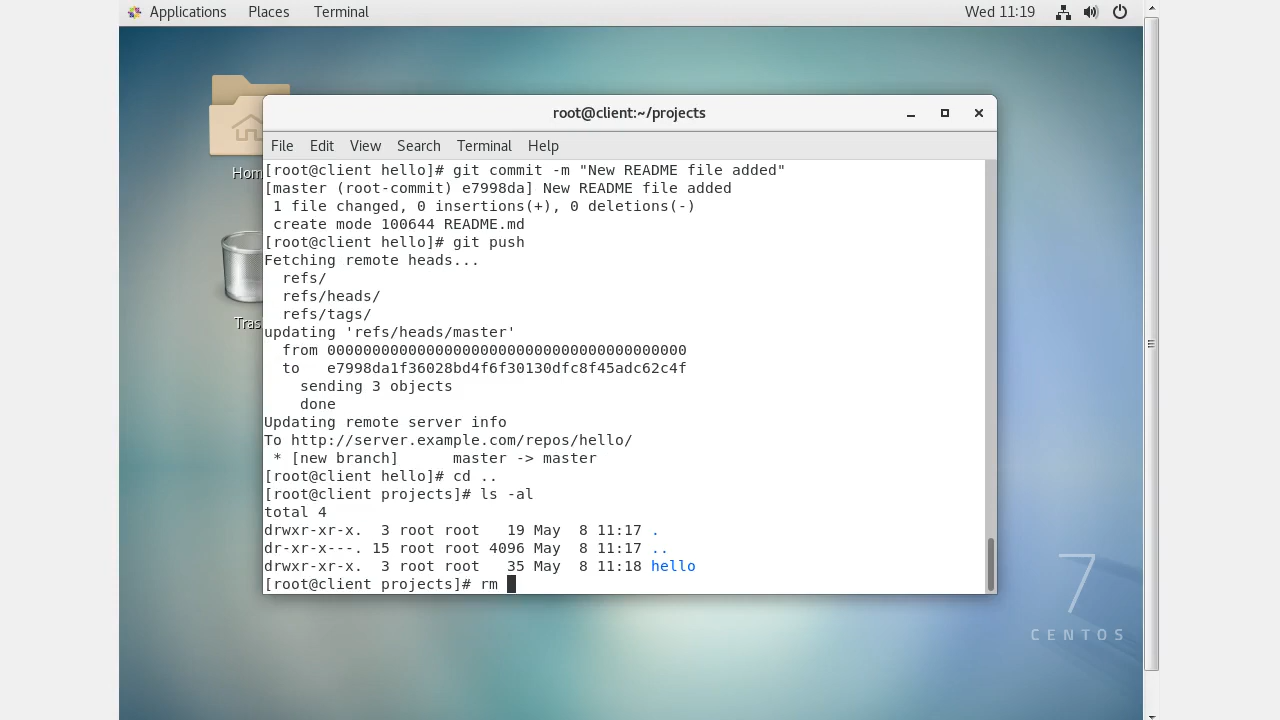 Applications Places Terminal Wed 11:19
root@client:~/projects
File Edit View Search Terminal Help
[root@client hello]# git commit -m "New README file added"
[master (root-commit) e7998da] New README file added
1 file changed, 0 insertions(+), 0 deletions(-)
create mode 100644 README.md
[root@client hello]# git push
Fetching remote heads...
refs/
refs/heads/
refs/tags/
updating 'refs/heads/master'
from 0000000000000000000000000000000000000000
to e7998da1f36028bd4f6f30130dfc8f45adc62c4f
sending 3 objects
done
Updating remote server info
To http://server.example.com/repos/hello/
* [new branch] master -> master
[root@client hello]# cd ..
[root@client projects]# ls -al
total 4
drwxr-xr-x. 3 root root 19 May 8 11:17 .
dr-xr-x---. 15 root root 4096 May 8 11:17 ..
drwxr-xr-x. 3 root root 35 May 8 11:18 hello
[root@client projects]# rm
Hom
Tras
7
CENTOS